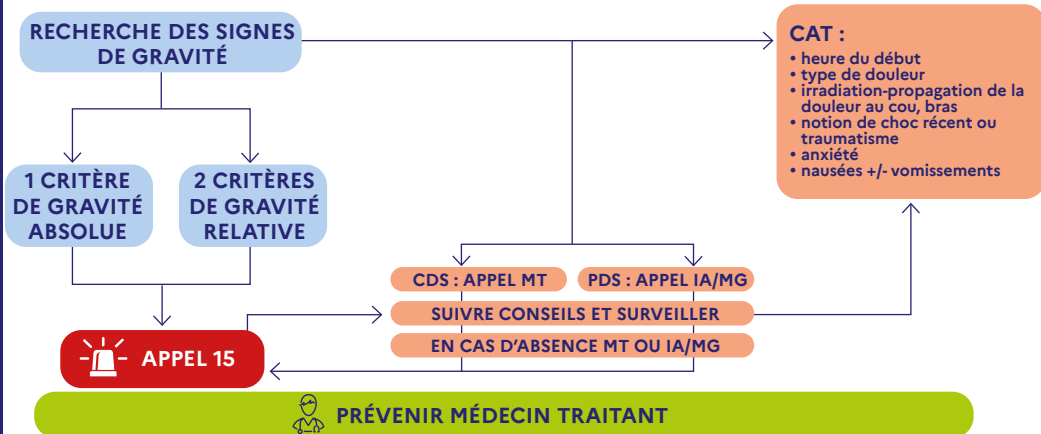 RECHERCHE DES SIGNES
DE GRAVITÉ
1 CRITÈRE
DE GRAVITÉ
ABSOLUE
2 CRITÈRES
DE GRAVITÉ
RELATIVE
APPEL 15
CDS : APPEL MT
PDS : APPEL IA/MG
SUIVRE CONSEILS ET SURVEILLER
EN CAS D'ABSENCE MT OU IA/MG
CAT :
• heure du début
• type de douleur
• irradiation-propagation de la
douleur au cou, bras
• notion de choc récent ou
traumatisme
• anxiété
• nausées +/- vomissements
PRÉVENIR MÉDECIN TRAITANT